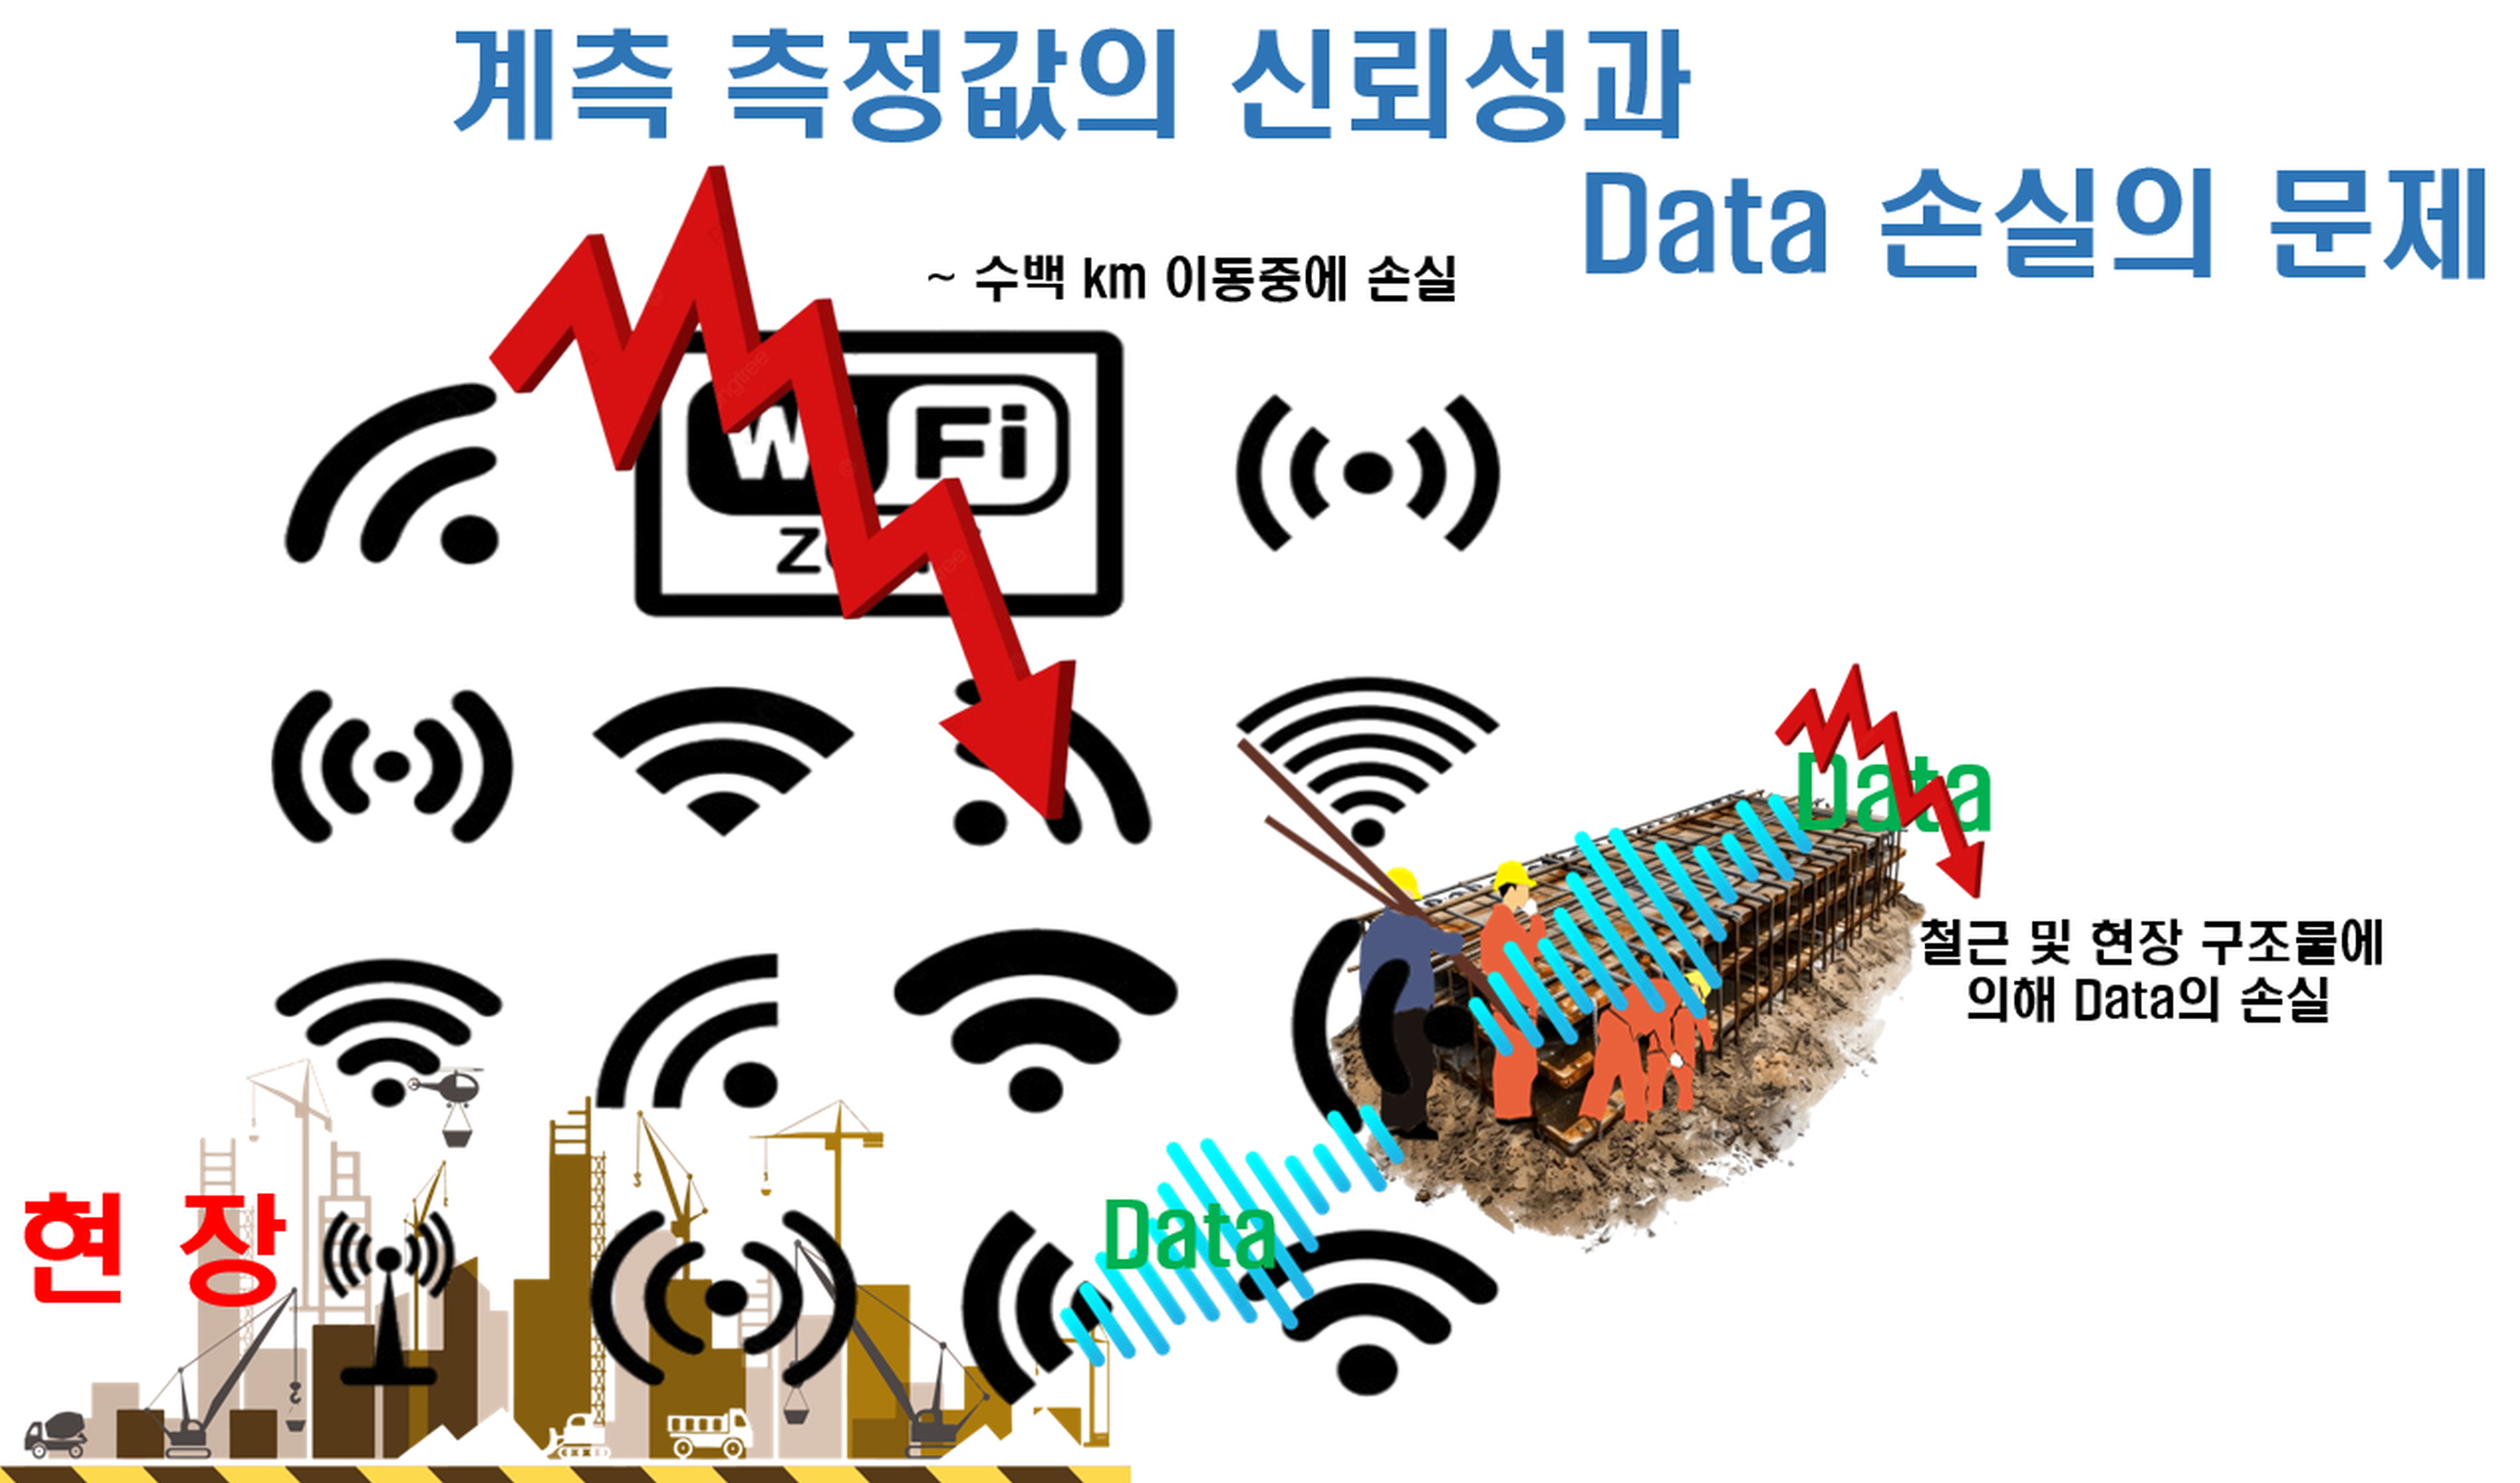 계측 측정값의 신뢰성과
Data 손실의 문제
~ 수백 km 이동중에 손실
Fi
Data
철근 및 현장 구조물에
의해 Data의 손실
현 장
Data